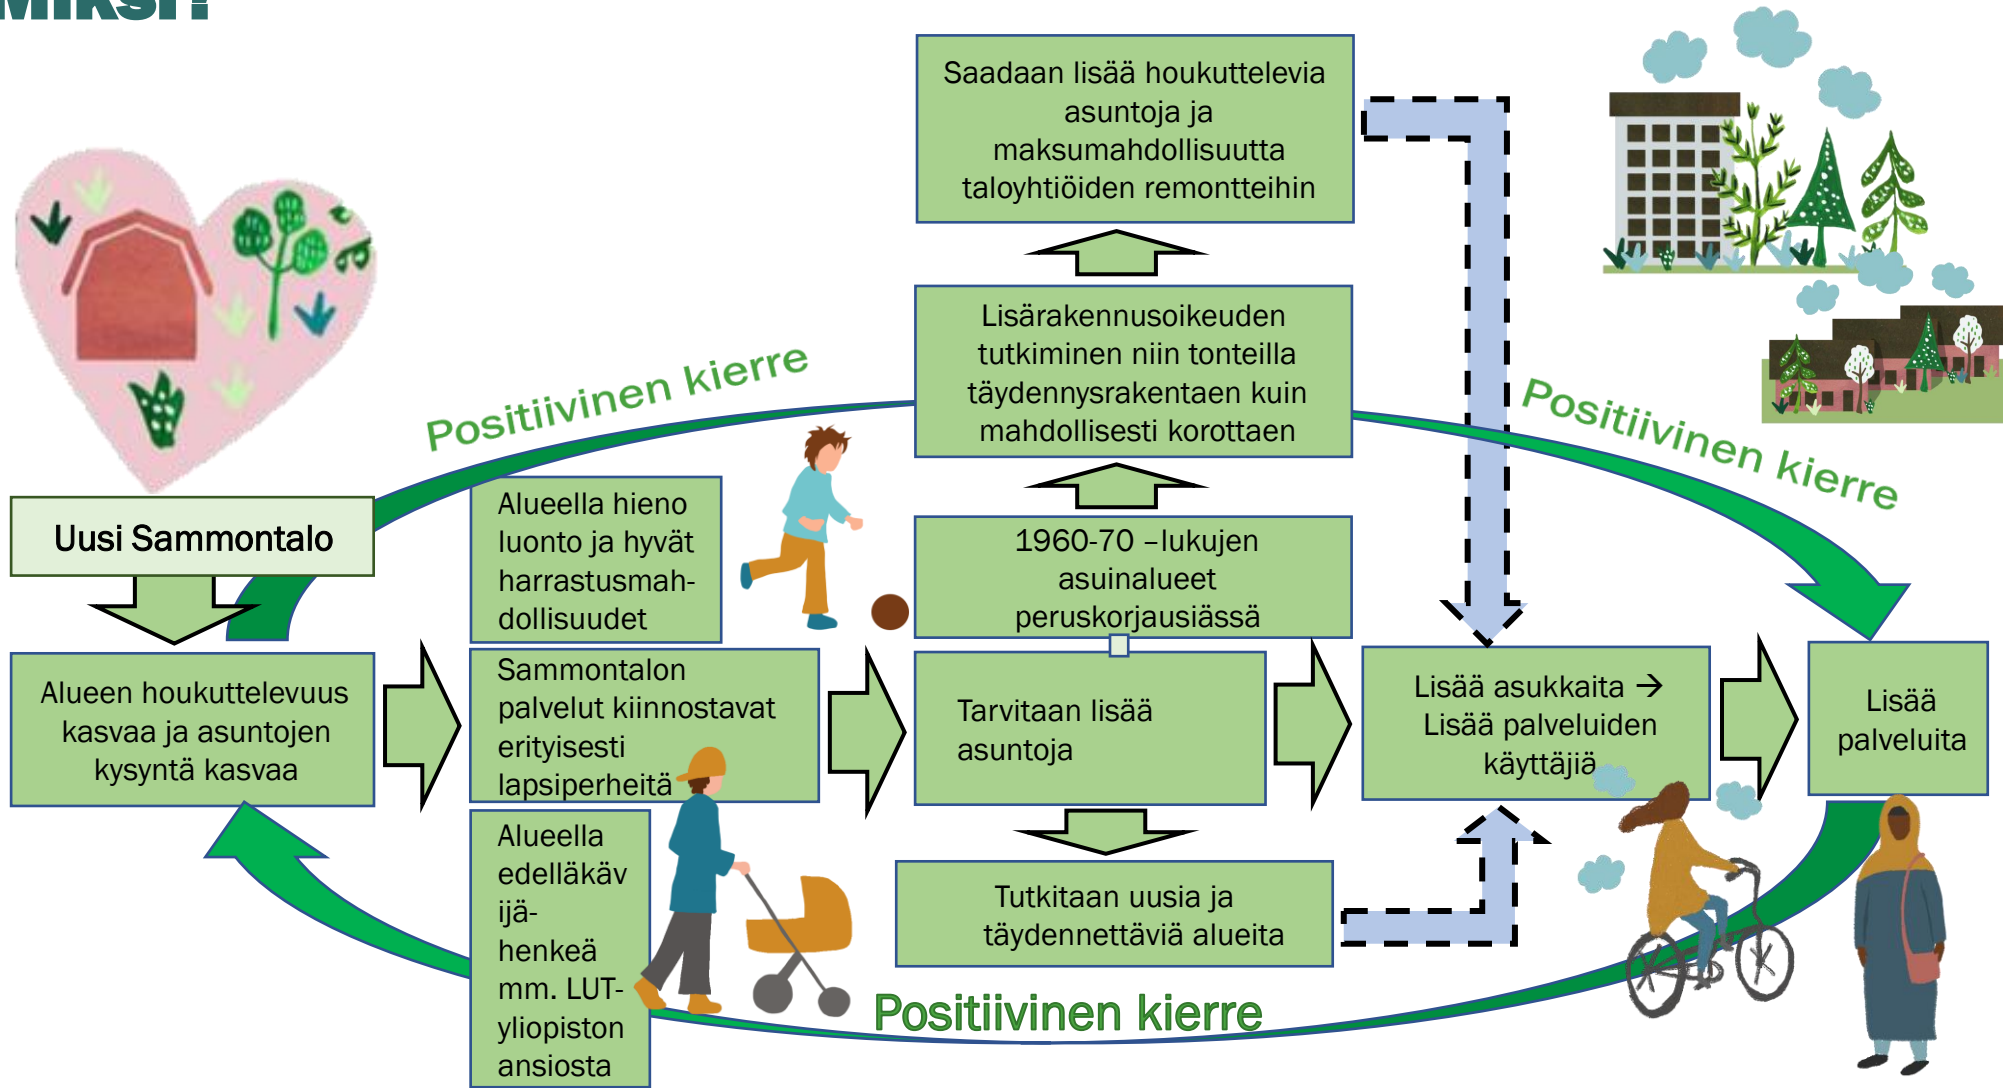 Miksi?
Saadaan lisää houkuttelevia
asuntoja ja
maksumahdollisuutta
taloyhtiöiden remontteihin
Lisärakennusoikeuden
tutkiminen niin tonteilla
täydennysrakentaen kuin
mahdollisesti korottaen
Positiivinen kierre
Positiivinen kierre
Uusi Sammontalo
Alueella hieno
luonto ja hyvät
harrastusmah-
dollisuudet
1960-70 –lukujen
asuinalueet
peruskorjausiässä
Alueen houkuttelevuus
kasvaa ja asuntojen
kysyntä kasvaa
Sammontalon
palvelut kiinnostavat
erityisesti
lapsiperheitä
Tarvitaan lisää
asuntoja
Lisää asukkaita →
Lisää palveluiden
käyttäjiä
Lisää
palveluita
Alueella
edelläkäv
ijä-
henkeä
mm. LUT-
yliopiston
ansiosta
Tutkitaan uusia ja
täydennettäviä alueita
Positiivinen kierre